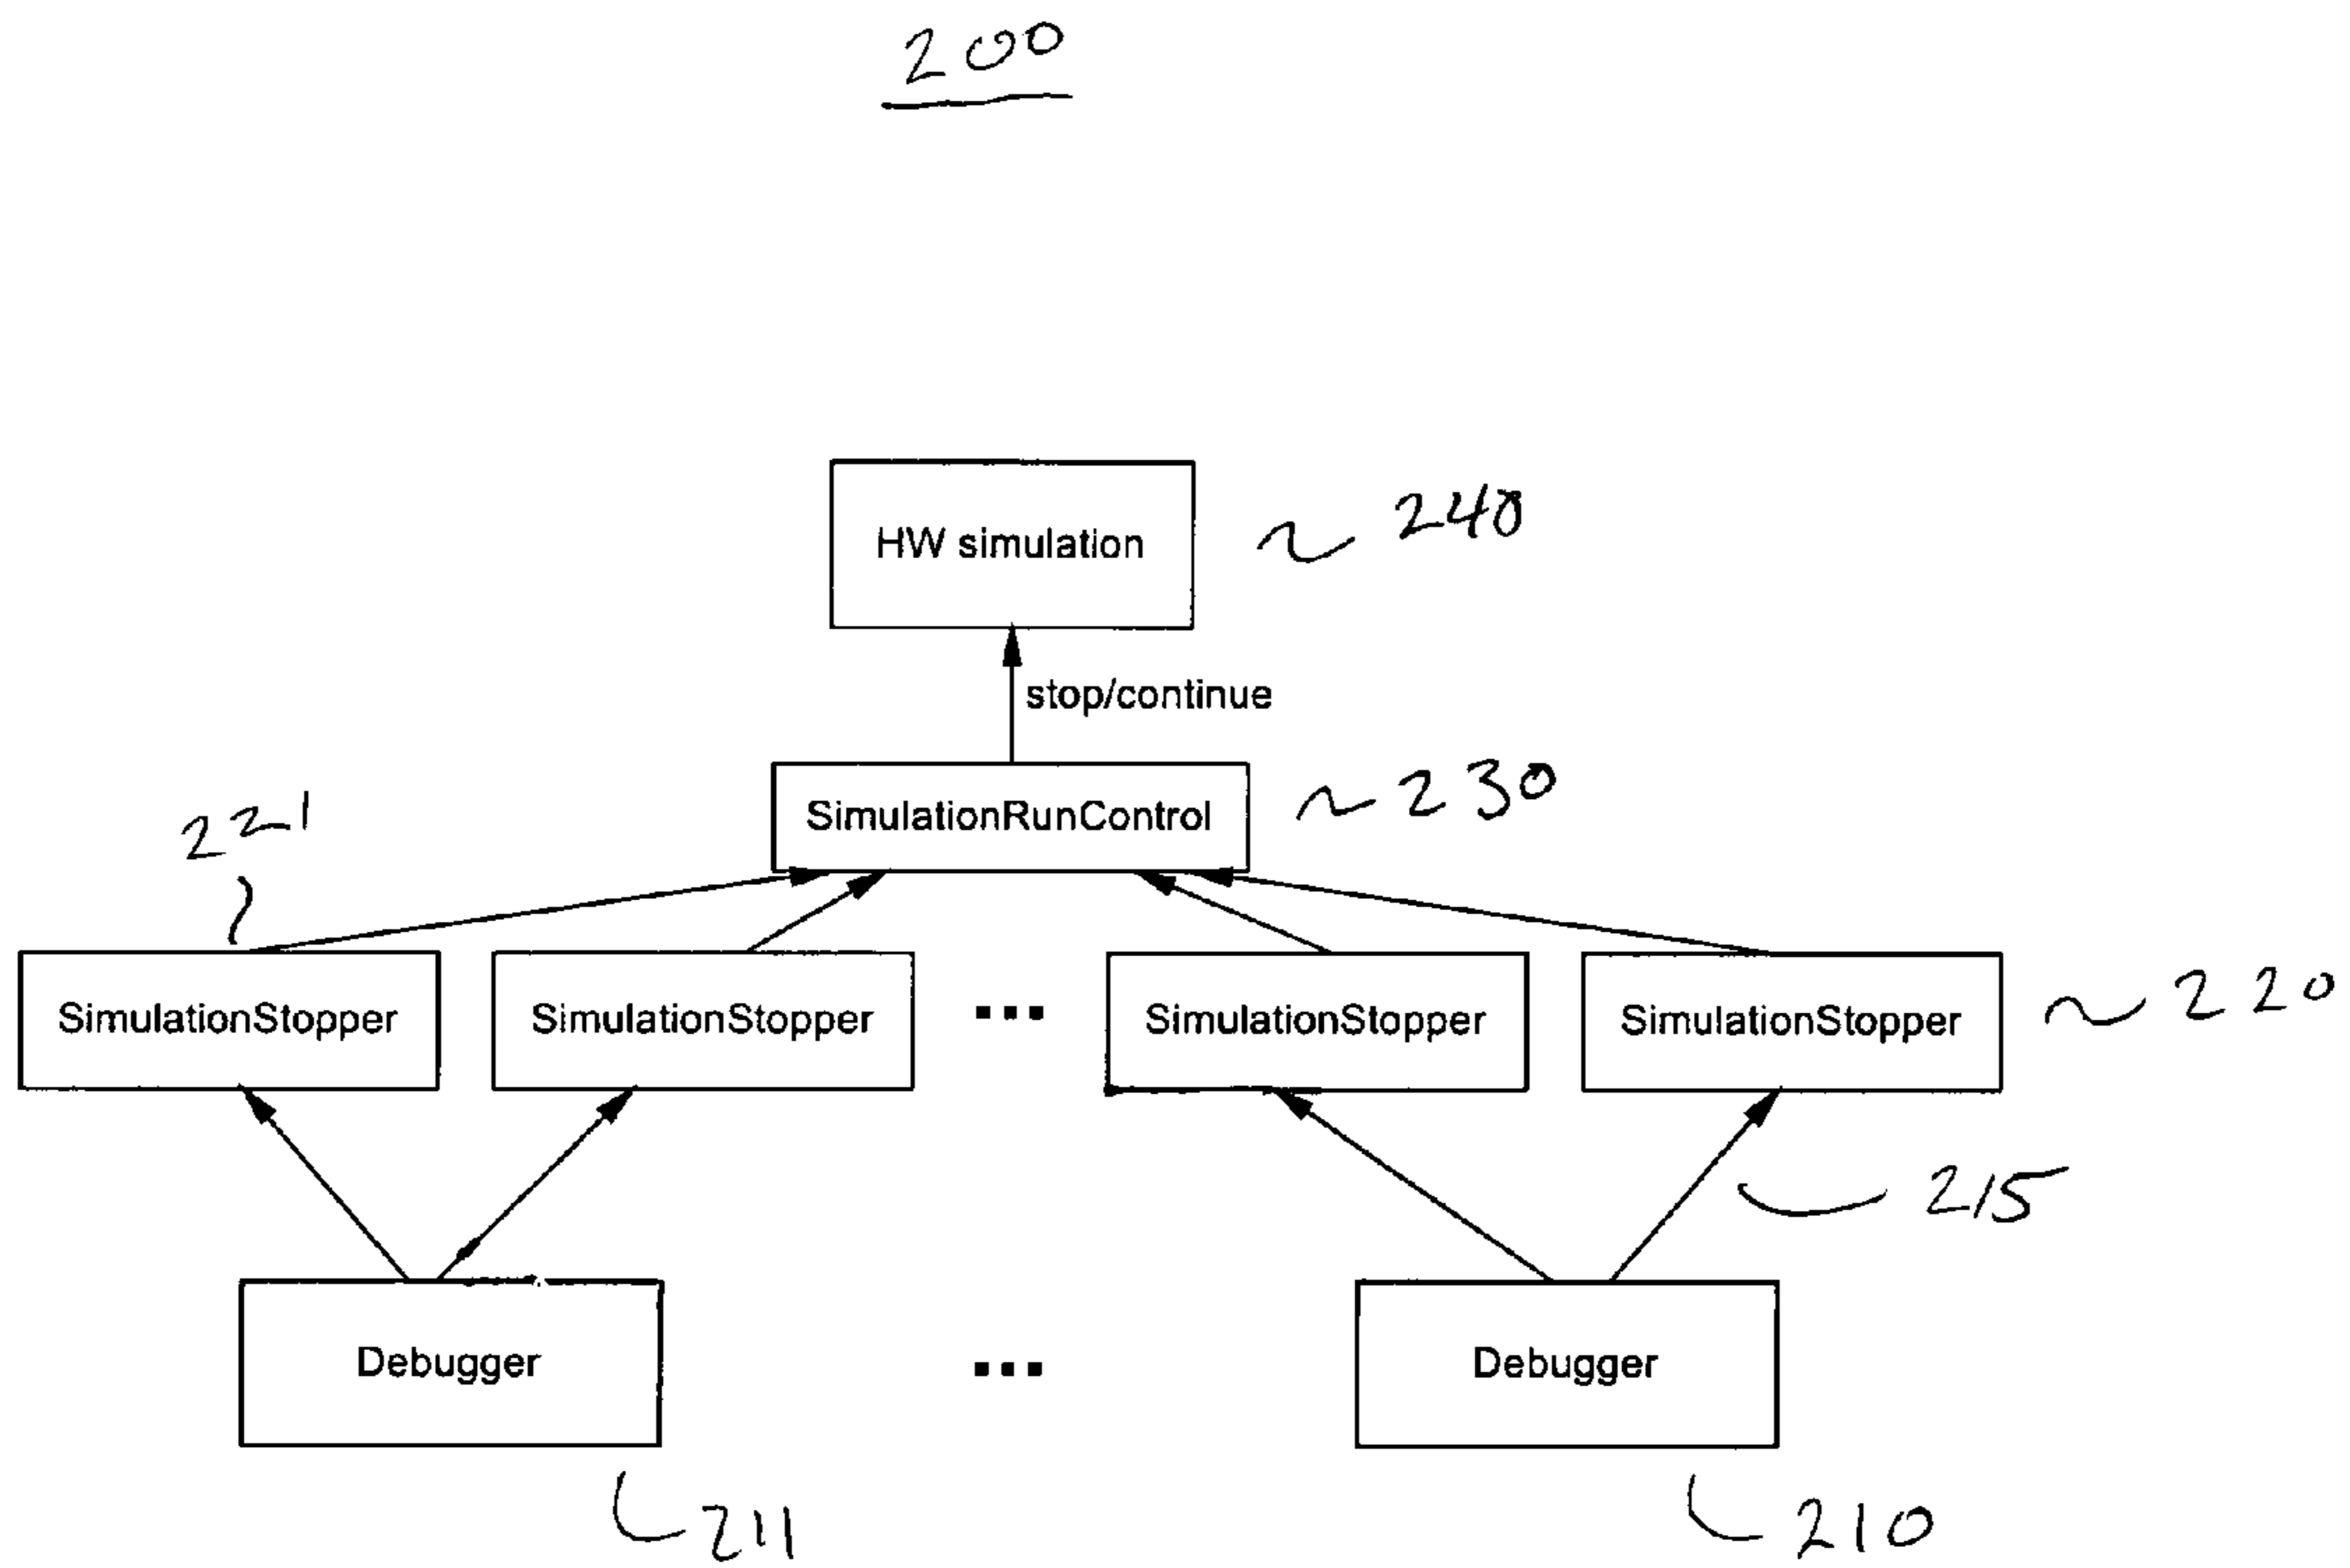 200
HW simulation
240
stop/continue
SimulationRunControl
230
221
SimulationStopper
SimulationStopper
...
SimulationStopper
SimulationStopper
220
215
Debugger
...
Debugger
211
210